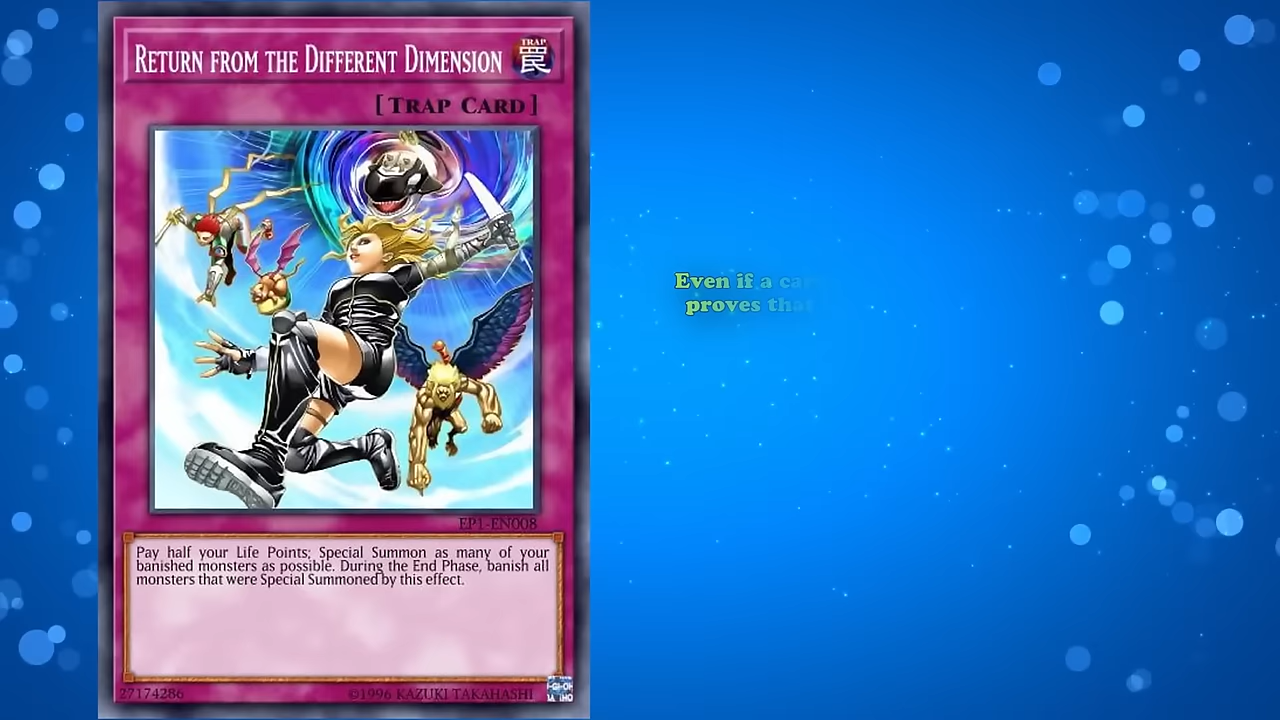 RETURN FROM THE DIFFERENT DIMENSION
TRAP
罠
[TRAP CARD]
Even if a
proves that
EP1-EN008
Pay half your Life Points; Special Summon as many of your
banished monsters as possible. During the End Phase, banish all
monsters that were Special Summoned by this effect.
27174286
©1996 KAZUKI TAKAHASHI